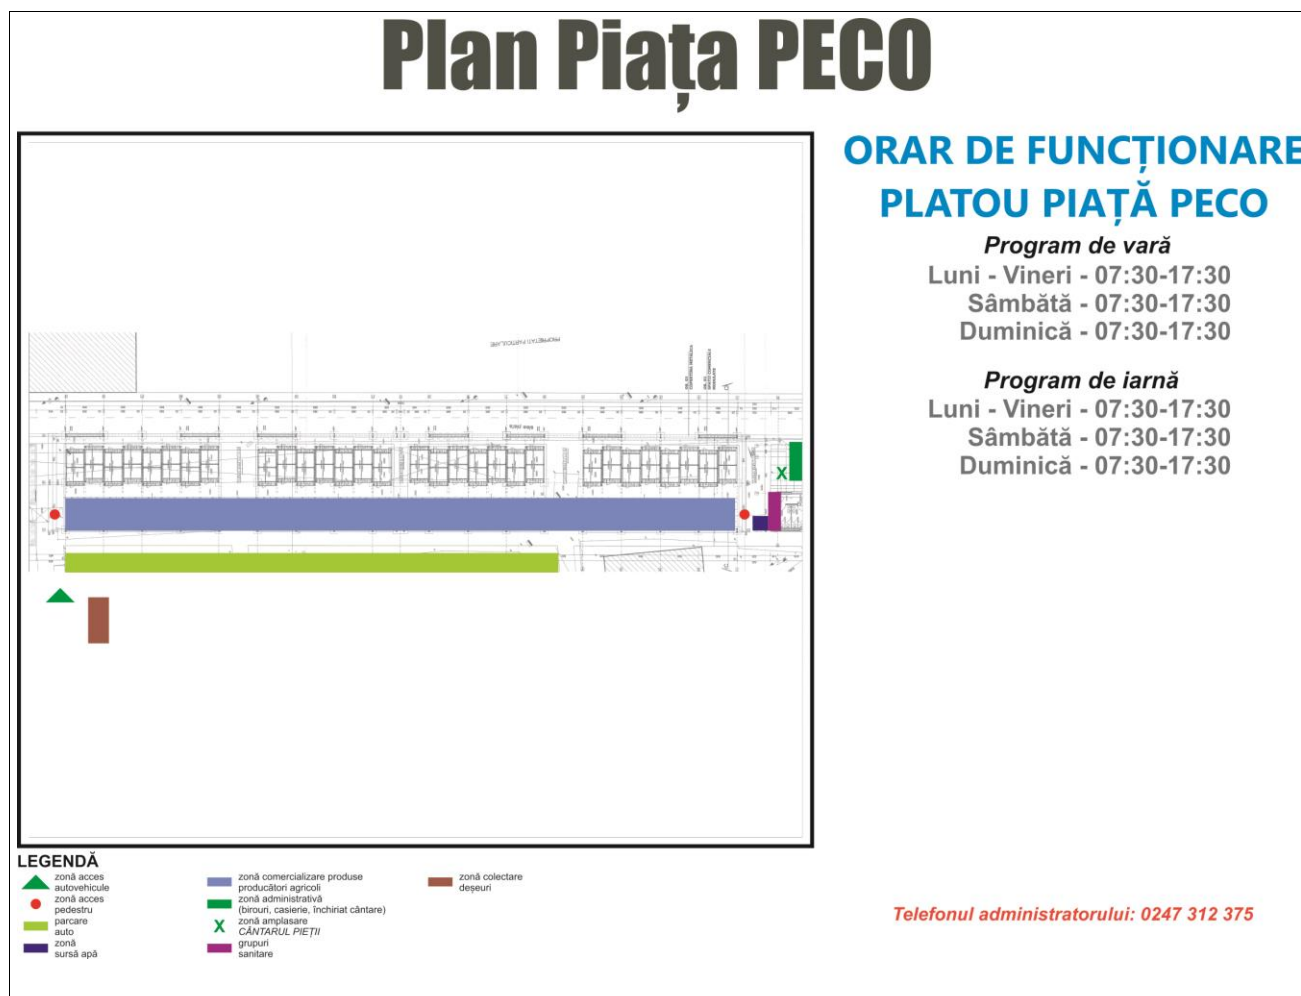 Plan Piața PECO
ORAR DE FUNCȚIONARE
PLATOU PIAȚĂ PECO
Program de vară
Luni - Vineri - 07:30-17:30
Sâmbătă - 07:30-17:30
Duminică - 07:30-17:30
Program de iarnă
Luni - Vineri - 07:30-17:30
Sâmbătă - 07:30-17:30
Duminică - 07:30-17:30
PROPRIETATI PARTICULARE
X
LEGENDĂ
zonă acces
autovehicule
zonă acces
pedestru
parcare
auto
zonă
sursă apă
zonă comercializare produse
producători agricoli
zonă administrativă
(birouri, casierie, închiriat cântare)
X zonă amplasare
CÂNTARUL PIEȚII
grupuri
sanitare
zonă colectare
deșeuri
Telefonul administratorului: 0247 312 375